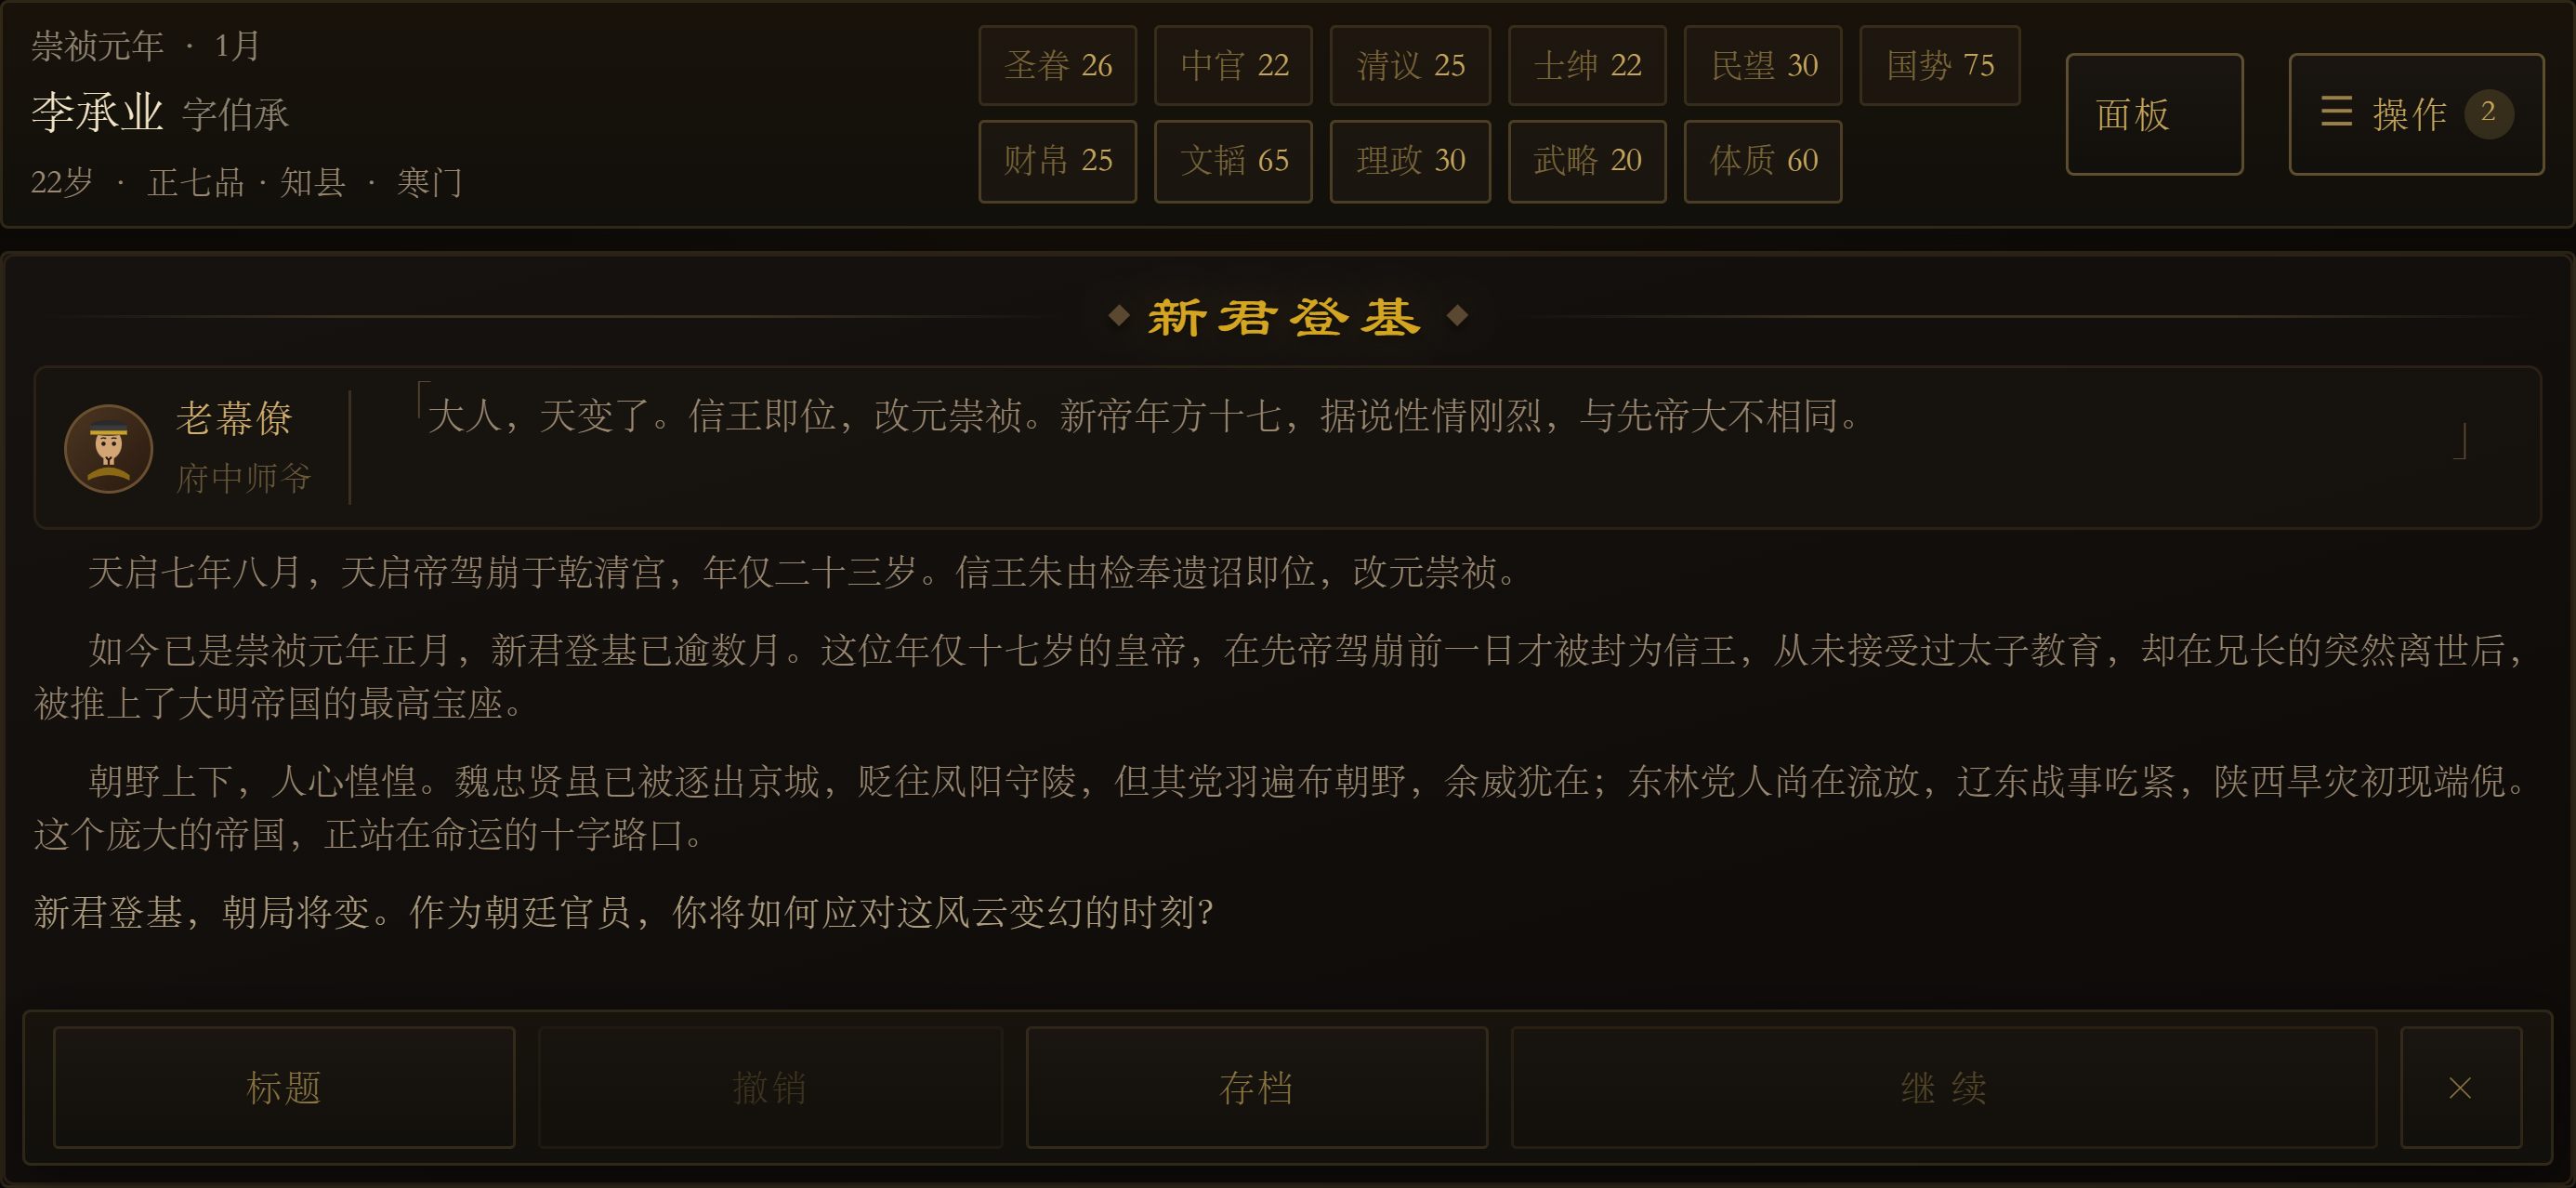 崇祯元年 · 1月
李承业 字伯承
22岁 · 正七品 · 知县 · 寒门
圣眷 26 中官 22 清议 25 士绅 22 民望 30 国势 75
财帛 25 文韬 65 理政 30 武略 20 体质 60
面板
☰ 操作 2
◆ 新君登基 ◆
老幕僚
府中师爷
「大人，天变了。信王即位，改元崇祯。新帝年方十七，据说性情刚烈，与先帝大不相同。」
天启七年八月，天启帝驾崩于乾清宫，年仅二十三岁。信王朱由检奉遗诏即位，改元崇祯。
如今已是崇祯元年正月，新君登基已逾数月。这位年仅十七岁的皇帝，在先帝驾崩前一日才被封为信王，从未接受过太子教育，却在兄长的突然离世后，
被推上了大明帝国的最高宝座。
朝野上下，人心惶惶。魏忠贤虽已被逐出京城，贬往凤阳守陵，但其党羽遍布朝野，余威犹在；东林党人尚在流放，辽东战事吃紧，陕西旱灾初现端倪。
这个庞大的帝国，正站在命运的十字路口。
新君登基，朝局将变。作为朝廷官员，你将如何应对这风云变幻的时刻？
标题 撤销 存档 继 续 ×